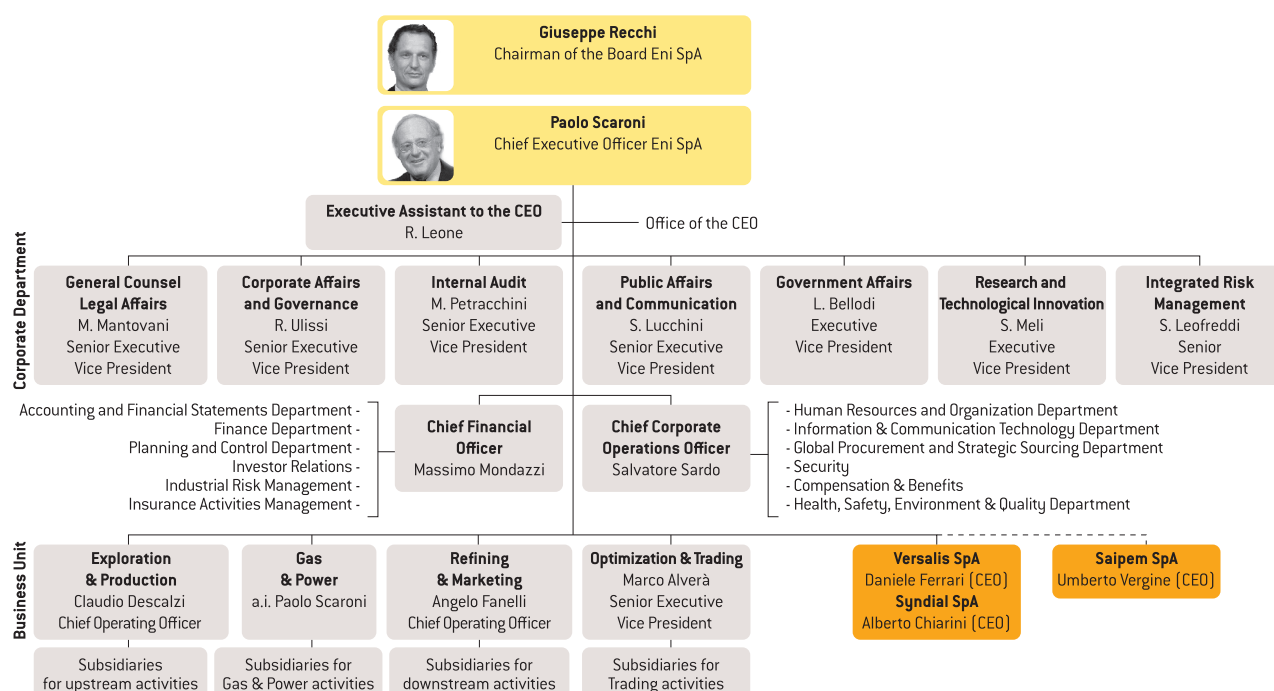 Giuseppe Recchi
Chairman of the Board Eni SpA
Paolo Scaroni
Chief Executive Officer Eni SpA
Executive Assistant to the CEO
R. Leone
Office of the CEO
Corporate Department
General Counsel
Legal Affairs
M. Mantovani
Senior Executive
Vice President
Corporate Affairs
and Governance
R. Ulissi
Senior Executive
Vice President
Internal Audit
M. Petracchini
Senior Executive
Vice President
Public Affairs
and Communication
S. Lucchini
Senior Executive
Vice President
Government Affairs
L. Bellodi
Executive
Vice President
Research and
Technological Innovation
S. Meli
Executive
Vice President
Integrated Risk
Management
S. Leofreddi
Senior
Vice President
Accounting and Financial Statements Department -
Finance Department -
Planning and Control Department -
Investor Relations -
Industrial Risk Management -
Insurance Activities Management -
Chief Financial
Officer
Massimo Mondazzi
Chief Corporate
Operations Officer
Salvatore Sardo
- Human Resources and Organization Department
- Information & Communication Technology Department
- Global Procurement and Strategic Sourcing Department
- Security
- Compensation & Benefits
- Health, Safety, Environment & Quality Department
Business Unit
Exploration
& Production
Claudio Descalzi
Chief Operating Officer
Gas
& Power
a.i. Paolo Scaroni
Refining
& Marketing
Angelo Fanelli
Chief Operating Officer
Optimization & Trading
Marco Alverà
Senior Executive
Vice President
Versalis SpA
Daniele Ferrari (CEO)
Syndial SpA
Alberto Chiarini (CEO)
Saipem SpA
Umberto Vergine (CEO)
Subsidiaries
for upstream activities
Subsidiaries for
Gas & Power activities
Subsidiaries for
downstream activities
Subsidiaries for
Trading activities